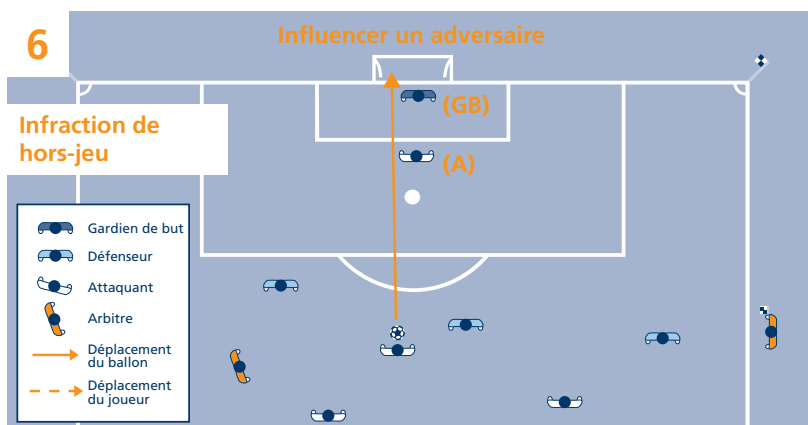 6
Influencer un adversaire
(GB)
Infraction de
hors-jeu
(A)
Gardien de but
Défenseur
Attaquant
Arbitre
Déplacement
du ballon
Déplacement
du joueur